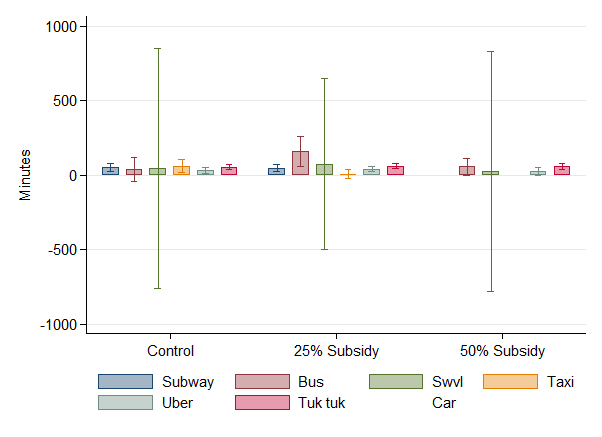 1000
500
0
-500
-1000
Minutes
Control 25% Subsidy 50% Subsidy
Subway Bus Swvl Taxi
Uber Tuk tuk Car